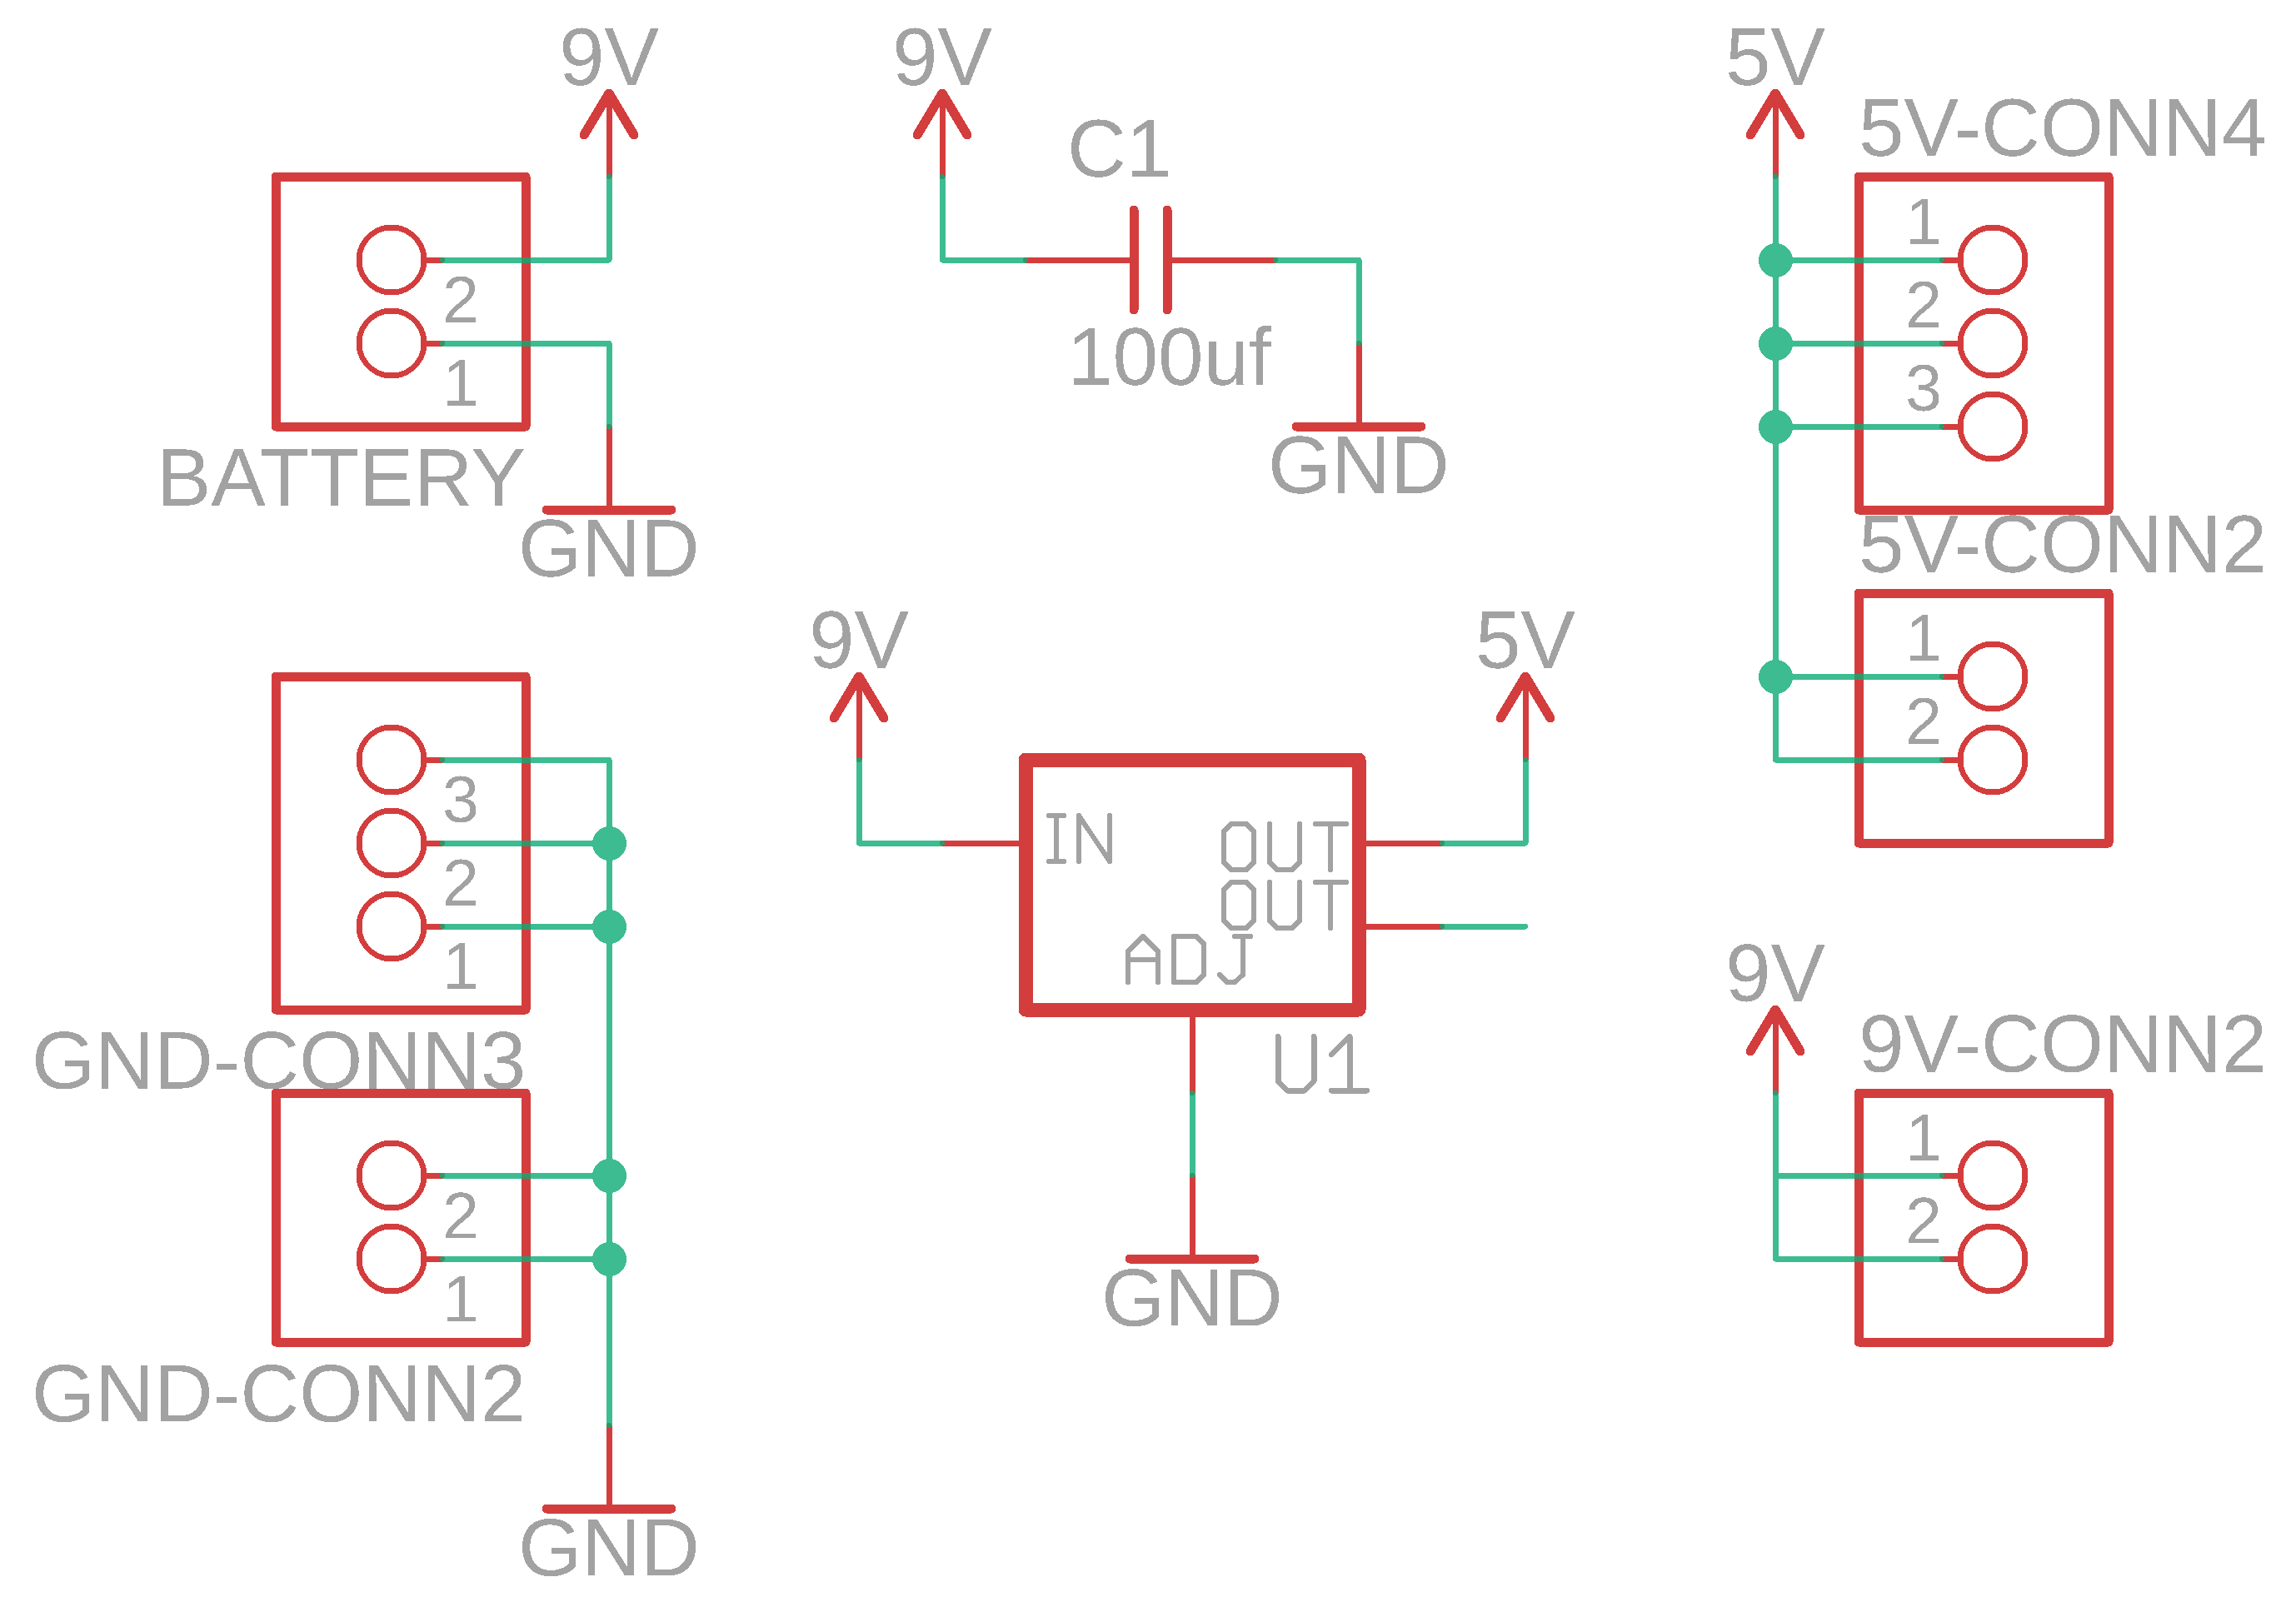 9V
2
1
BATTERY
GND
9V
C1
100uf
GND
5V
5V-CONN4
1
2
3
5V-CONN2
1
2
3
2
1
GND-CONN3
2
1
GND-CONN2
GND
9V
5V
IN
OUT
OUT
ADJ
U1
GND
9V
9V-CONN2
1
2